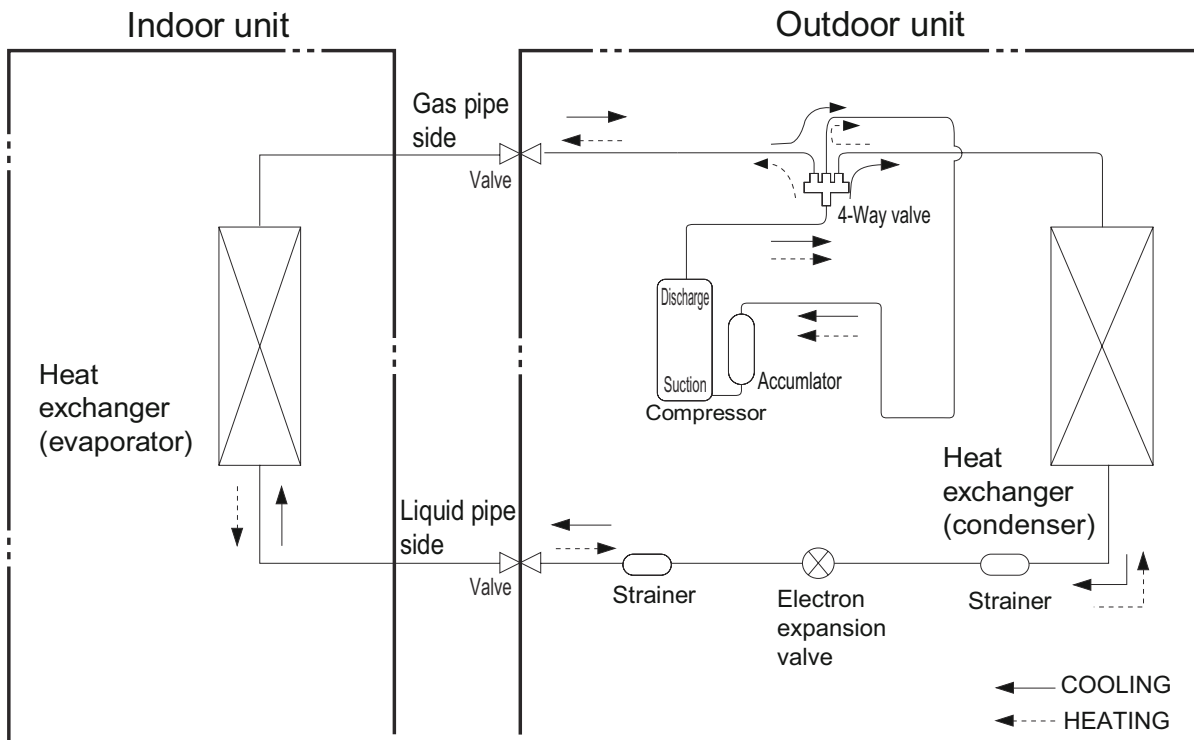 Indoor unit
Outdoor unit
Gas pipe
side
Valve
4-Way valve
Discharge
Suction
Compressor
Accumlator
Heat
exchanger
(evaporator)
Heat
exchanger
(condenser)
Liquid pipe
side
Valve
Strainer
Electron
expansion
valve
Strainer
COOLING
HEATING